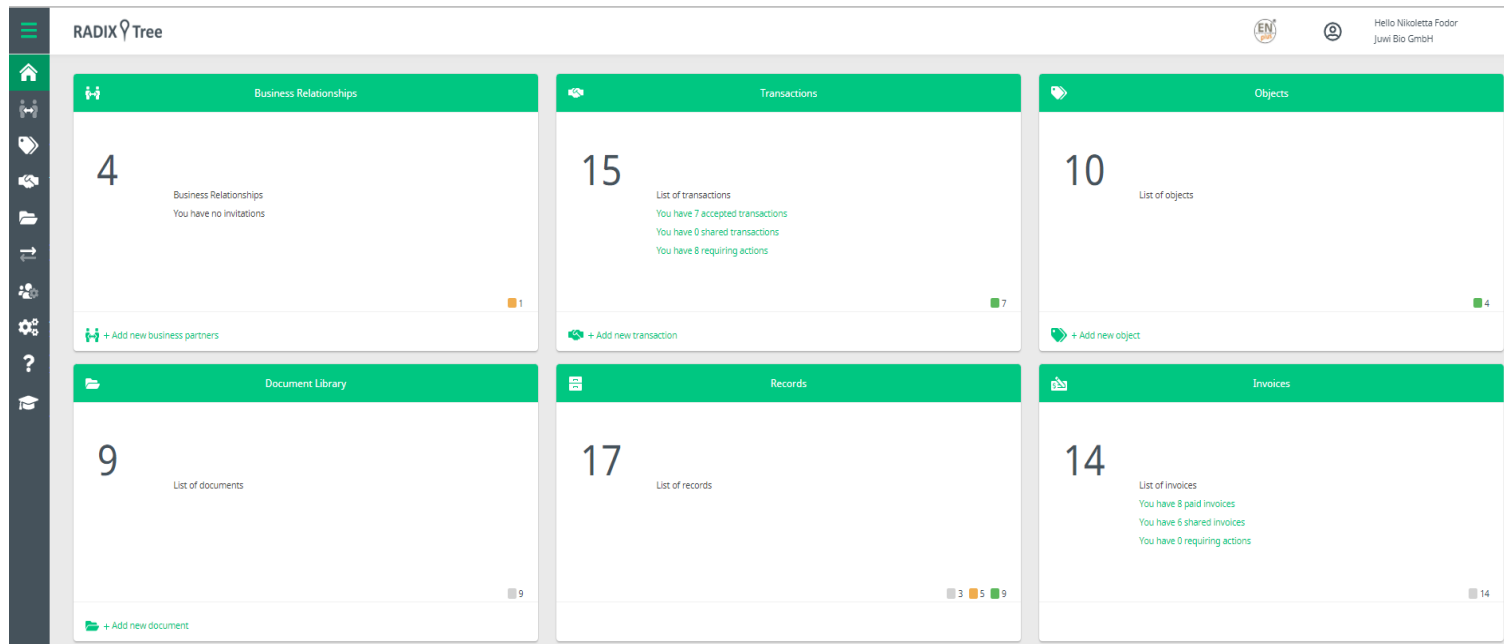 RADIX Tree
EN
Hello Nikoletta Fodor
Juwi Bio GmbH
Business Relationships
4
Business Relationships
You have no invitations
1
+ Add new business partners
Transactions
15
List of transactions
You have 7 accepted transactions
You have 0 shared transactions
You have 8 requiring actions
7
+ Add new transaction
Objects
10
List of objects
4
+ Add new object
Document Library
9
List of documents
9
+ Add new document
Records
17
List of records
3 5 9
Invoices
14
List of invoices
You have 8 paid invoices
You have 6 shared invoices
You have 0 requiring actions
14